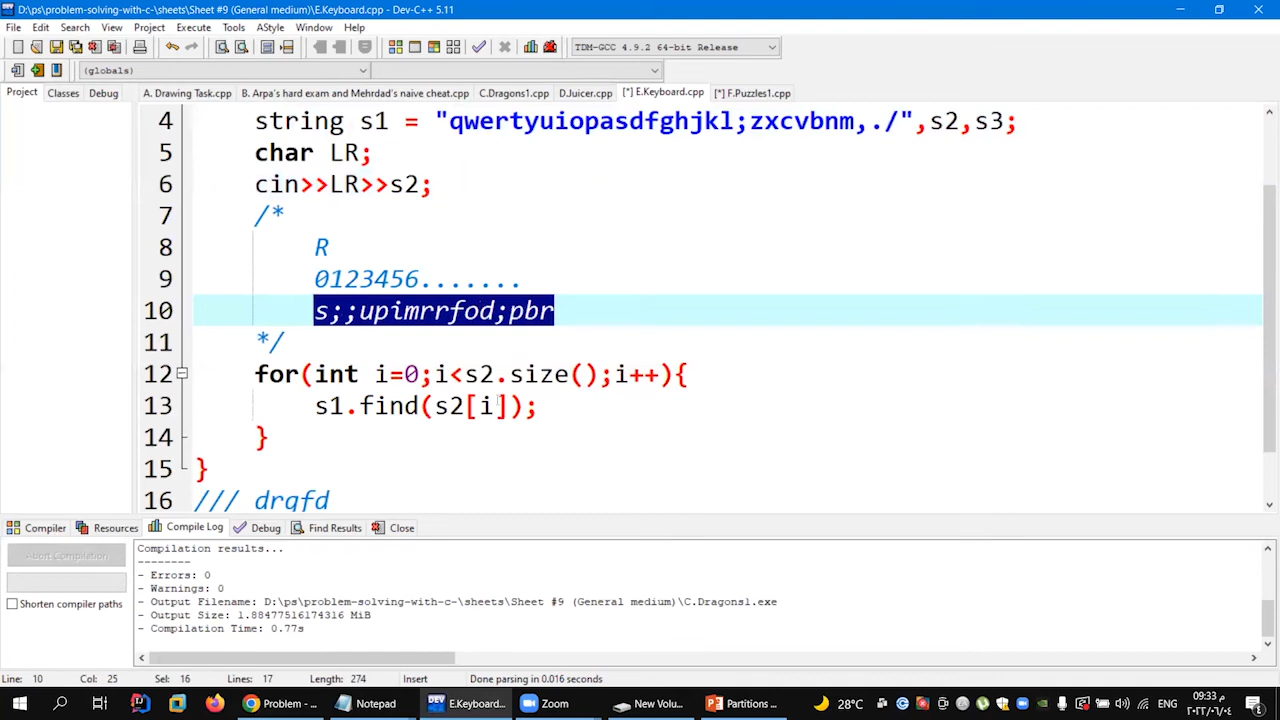 D:\ps\problem-solving-with-c-\sheets\Sheet #9 (General medium)\E.Keyboard.cpp - Dev-C++ 5.11
File Edit Search View Project Execute Tools AStyle Window Help
TDM-GCC 4.9.2 64-bit Release
(globals)
Project Classes Debug
A. Drawing Task.cpp B. Arpa's hard exam and Mehrdad's naive cheat.cpp C.Dragons1.cpp D.Juicer.cpp [*] E.Keyboard.cpp [*] F.Puzzles1.cpp
4 string s1 = "qwertyuiopasdfghjkl;zxcvbnm,./",s2,s3;
5 char LR;
6 cin>>LR>>s2;
7 /*
8 R
9 0123456.......
10 s;;upimrrfod;pbr
11 */
12 for(int i=0;i<s2.size();i++){
13 s1.find(s2[i]);
14 }
15 }
16 /// drgfd
Compiler Resources Compile Log Debug Find Results Close
Abort Compilation
Shorten compiler paths
Compilation results...
--------
- Errors: 0
- Warnings: 0
- Output Filename: D:\ps\problem-solving-with-c-\sheets\Sheet #9 (General medium)\C.Dragons1.exe
- Output Size: 1.88477516174316 MiB
- Compilation Time: 0.77s
Line: 10 Col: 25 Sel: 16 Lines: 17 Length: 274 Insert Done parsing in 0.016 seconds
Problem - ... Notepad E.Keyboard.c... Zoom New Volu... Partitions ... 28°C ENG
09:33 م
٢٠٢٣/٠٦/٠٤